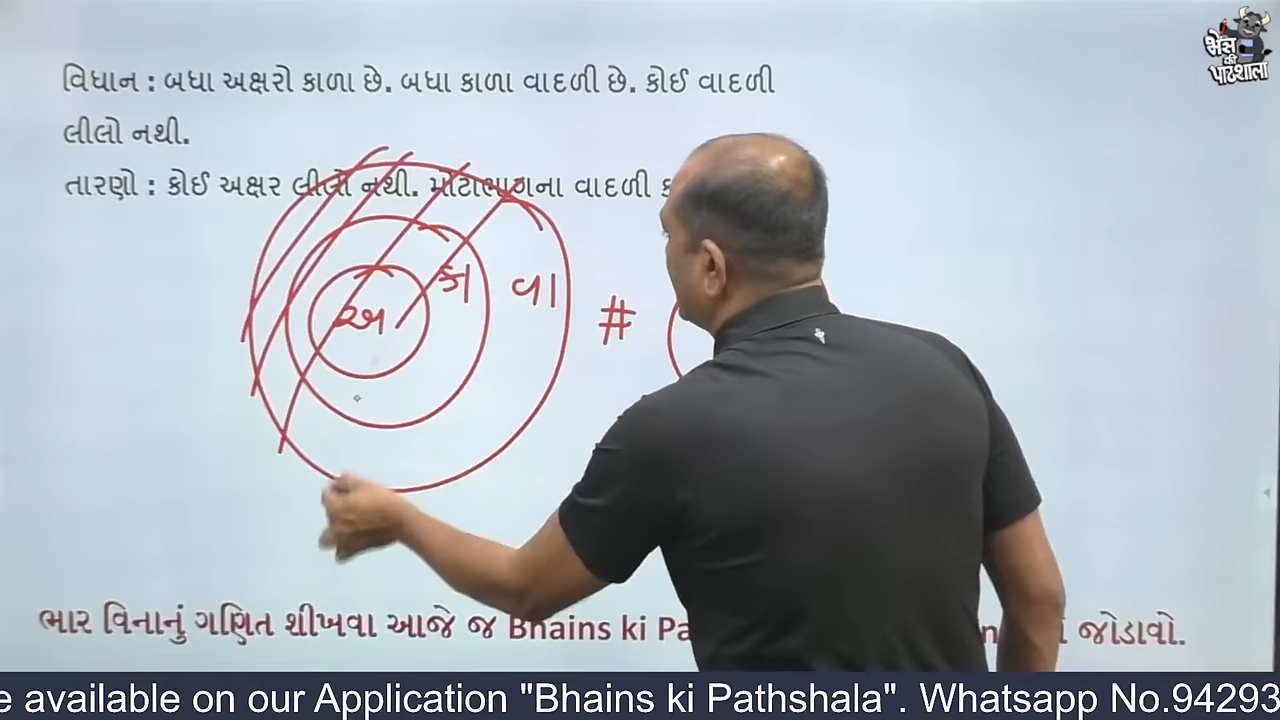 भैंस
की
पाठशाला
વિધાન : બધા અક્ષરો કાળા છે. બધા કાળા વાદળી છે. કોઈ વાદળી
લીલો નથી.
તારણો : કોઈ અક્ષર લીલો નથી. મોટાભાગના વાદળી
અ કા વા #
ભાર વિનાનું ગણિત શીખવા આજે જ Bhains ki જોડાવો.
e available on our Application "Bhains ki Pathshala". Whatsapp No.94293